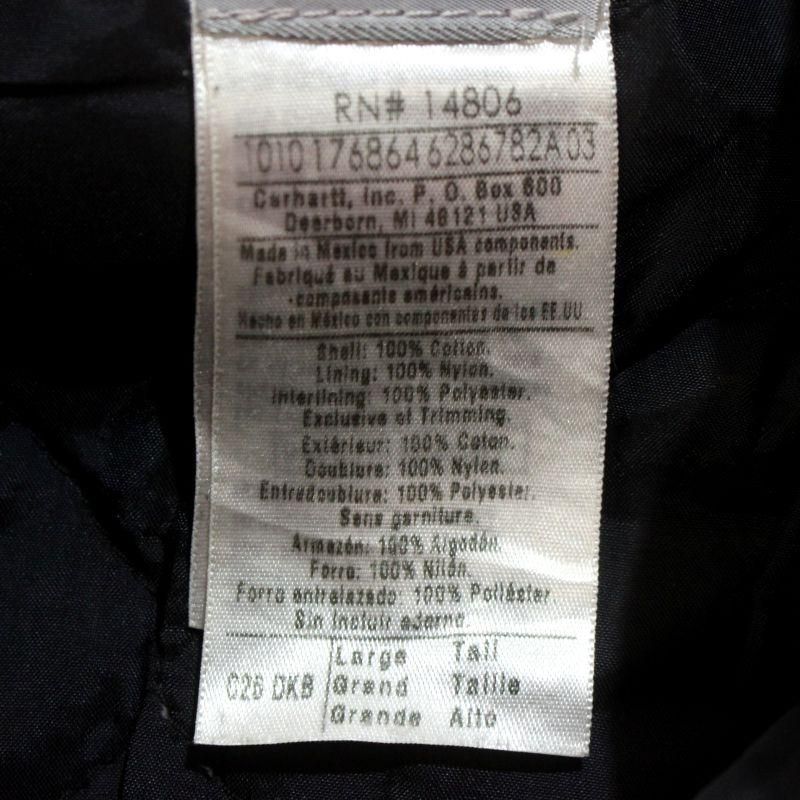 RN# 14806
1010176864628678 2A03
Carhartt, Inc. P. O. Box 600
Dearborn, MI 48121 USA
Made in Mexico from USA components.
Fabriqué au Mexique à partir de
composants américains.
Hecho en México con componentes de los EE.UU.
Shell: 100% Cotton.
Lining: 100% Nylon.
Interlining: 100% Polyester.
Exclusive of Trimming.
Extérieur: 100% Coton.
Doublure: 100% Nylon.
Entredoublure: 100% Polyester.
Sans garniture.
Armazón: 100% Algodón.
Forro: 100% Nilón.
Forro entrelazado: 100% Poliéster.
Sin incluir adorno.
C26 DKB
Large Tall
Grand Taille
Grande Alto